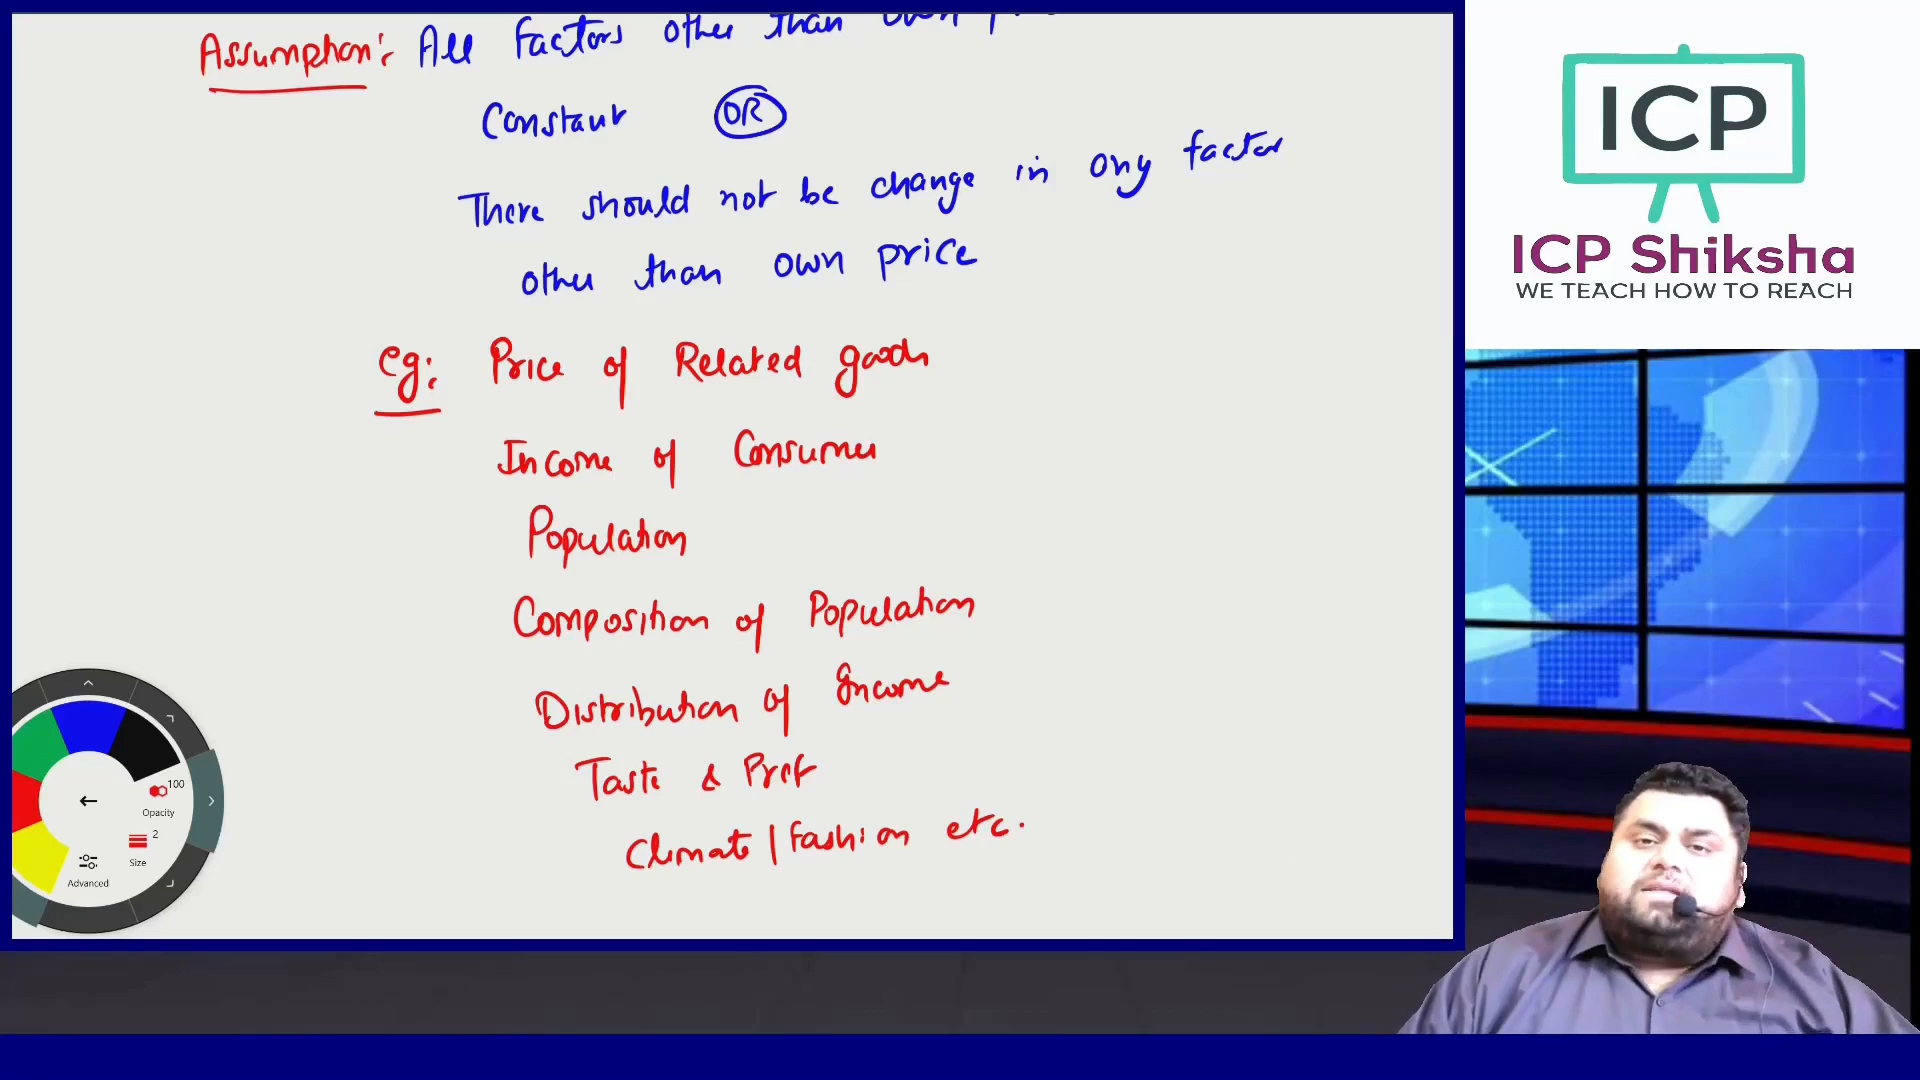 Assumption: All factors other than own
Constant OR
There should not be change in any factor
other than own price
eg: Price of Related goods
Income of Consumer
Population
Composition of Population
Distribution of Income
Taste & Pref
Climate | Fashion etc.
ICP
ICP Shiksha
WE TEACH HOW TO REACH
100
Opacity
2
Size
Advanced